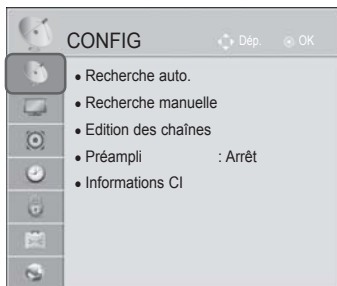 CONFIG Dép. OK
• Recherche auto.
• Recherche manuelle
• Edition des chaînes
• Préampli : Arrêt
• Informations CI